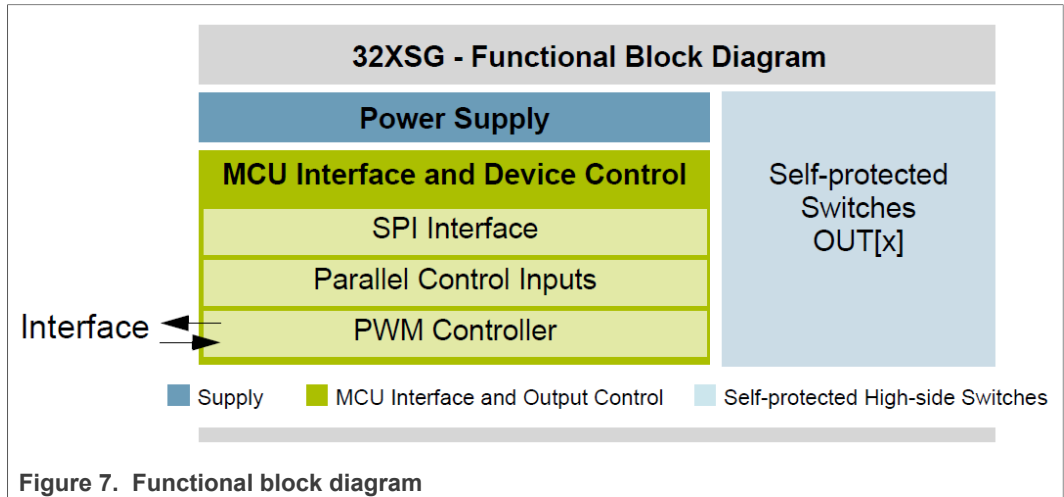 32XSG - Functional Block Diagram
Power Supply
MCU Interface and Device Control
SPI Interface
Parallel Control Inputs
PWM Controller
Interface
Self-protected
Switches
OUT[x]
Supply
MCU Interface and Output Control
Self-protected High-side Switches
Figure 7. Functional block diagram